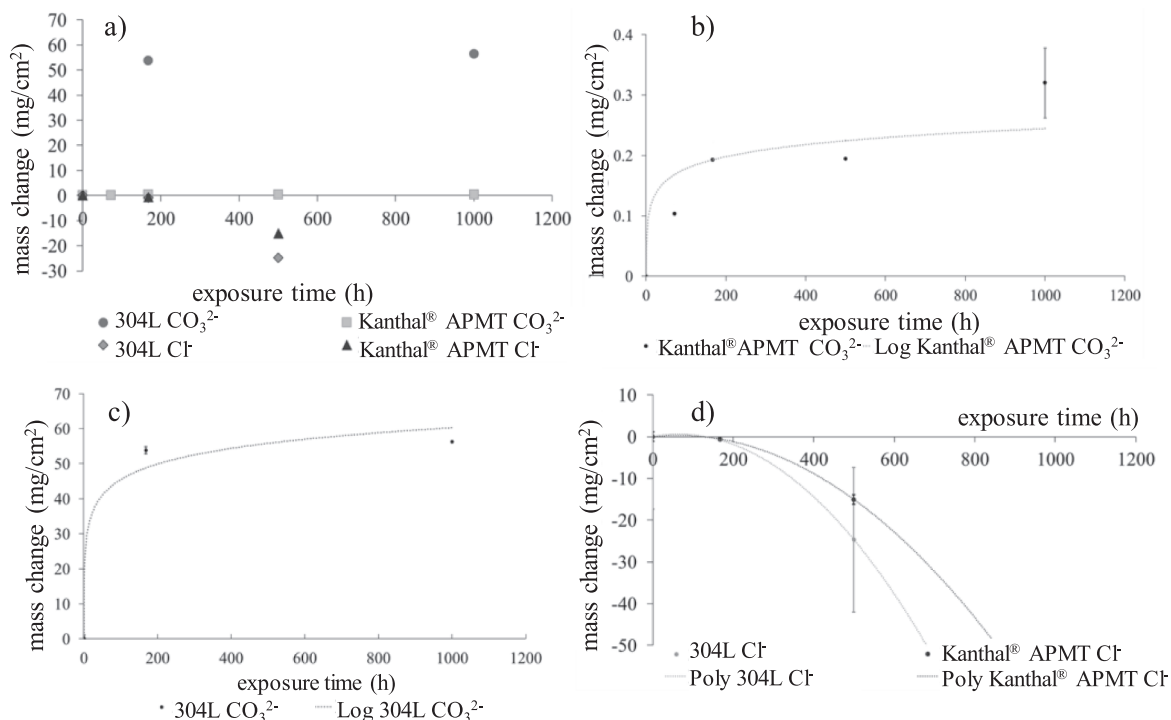 a)
mass change (mg/cm²)
70
60
50
40
30
20
10
0
-10
-20
-30
0 200 400 600 800 1000 1200
exposure time (h)
304L CO₃²⁻ Kanthal® APMT CO₃²⁻
304L Cl⁻ Kanthal® APMT Cl⁻
b)
mass change (mg/cm²)
0.4
0.3
0.2
0.1
0
0 200 400 600 800 1000 1200
exposure time (h)
Kanthal®APMT CO₃²⁻ Log Kanthal® APMT CO₃²⁻
c)
mass change (mg/cm²)
70
60
50
40
30
20
10
0
0 200 400 600 800 1000 1200
exposure time (h)
304L CO₃²⁻ Log 304L CO₃²⁻
d)
exposure time (h)
mass change (mg/cm²)
10
0
-10
-20
-30
-40
-50
0 200 400 600 800 1000 1200
304L Cl⁻ Kanthal® APMT Cl⁻
Poly 304L Cl⁻ Poly Kanthal® APMT Cl⁻